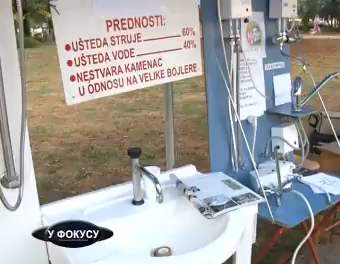 PREDNOSTI:
UŠTEDA STRUJE 60%
UŠTEDA VODE 40%
NESTVARA KAMENAC
U ODNOSU NA VELIKE BOJLERE
У ФОКУСУ